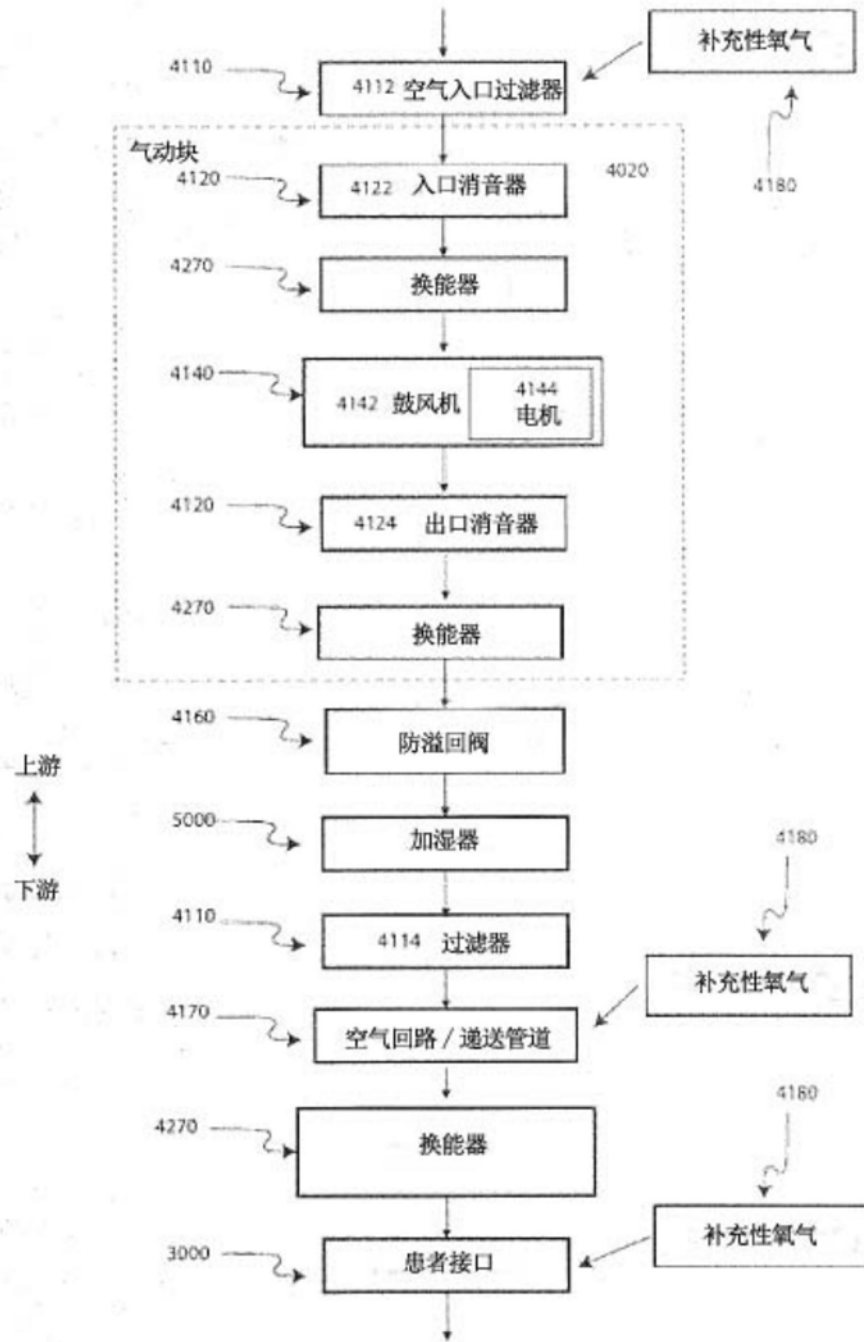 补充性氧气
4110
4112 空气入口过滤器
气动块
4120
4122 入口消音器
4020
4180
4270
换能器
4140
4142 鼓风机
4144
电机
4120
4124 出口消音器
4270
换能器
4160
防溢回阀
上游
下游
5000
加湿器
4180
4110
4114 过滤器
补充性氧气
4170
空气回路 / 递送管道
4180
4270
换能器
补充性氧气
3000
患者接口